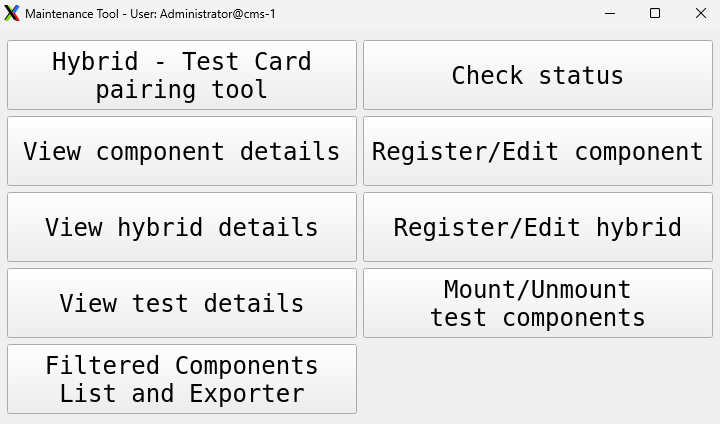 Maintenance Tool - User: Administrator@cms-1
Hybrid - Test Card
pairing tool
Check status
View component details
Register/Edit component
View hybrid details
Register/Edit hybrid
View test details
Mount/Unmount
test components
Filtered Components
List and Exporter